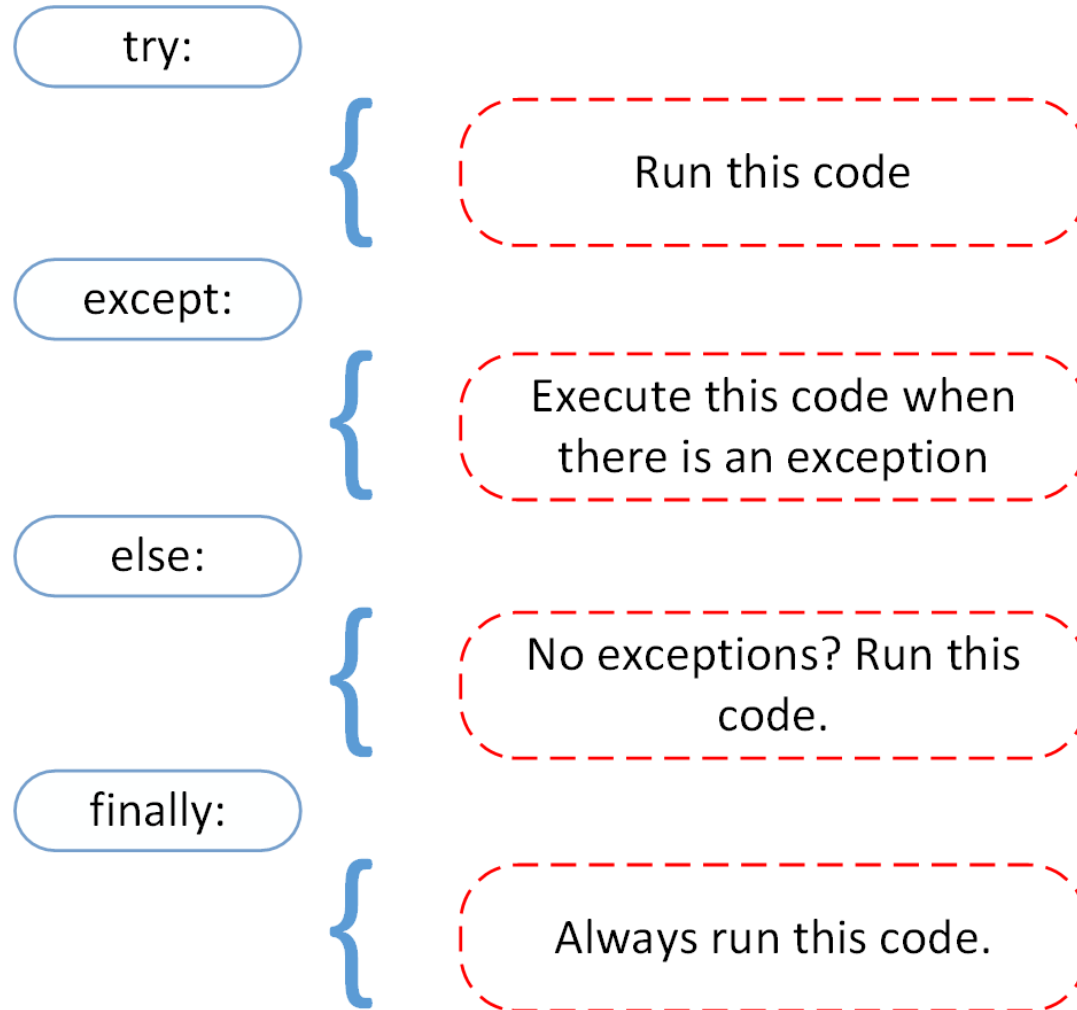 try:
Run this code
except:
Execute this code when
there is an exception
else:
No exceptions? Run this
code.
finally:
Always run this code.